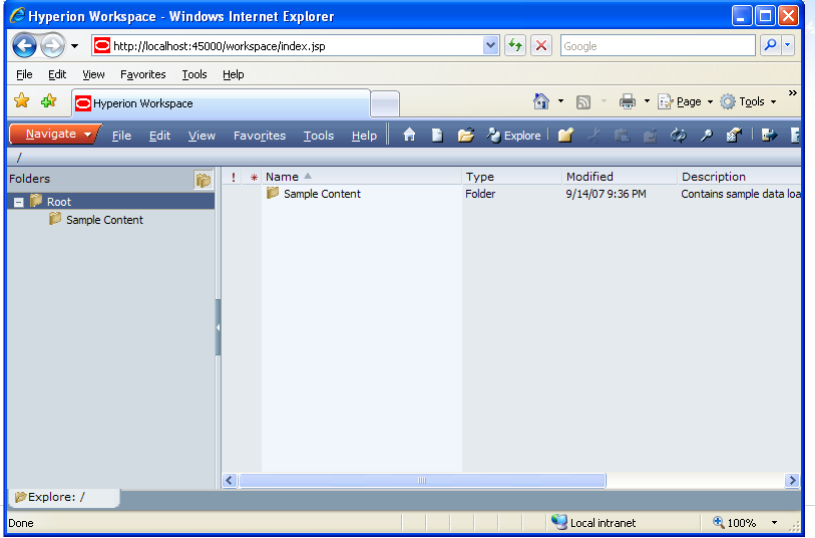 Hyperion Workspace - Windows Internet Explorer
http://localhost:45000/workspace/index.jsp
Google
File Edit View Favorites Tools Help
Hyperion Workspace
Page Tools »
Navigate File Edit View Favorites Tools Help Explore
/
Folders ! * Name Type Modified Description
Root Sample Content Folder 9/14/07 9:36 PM Contains sample data loa
Sample Content
Explore: /
Done Local intranet 100%